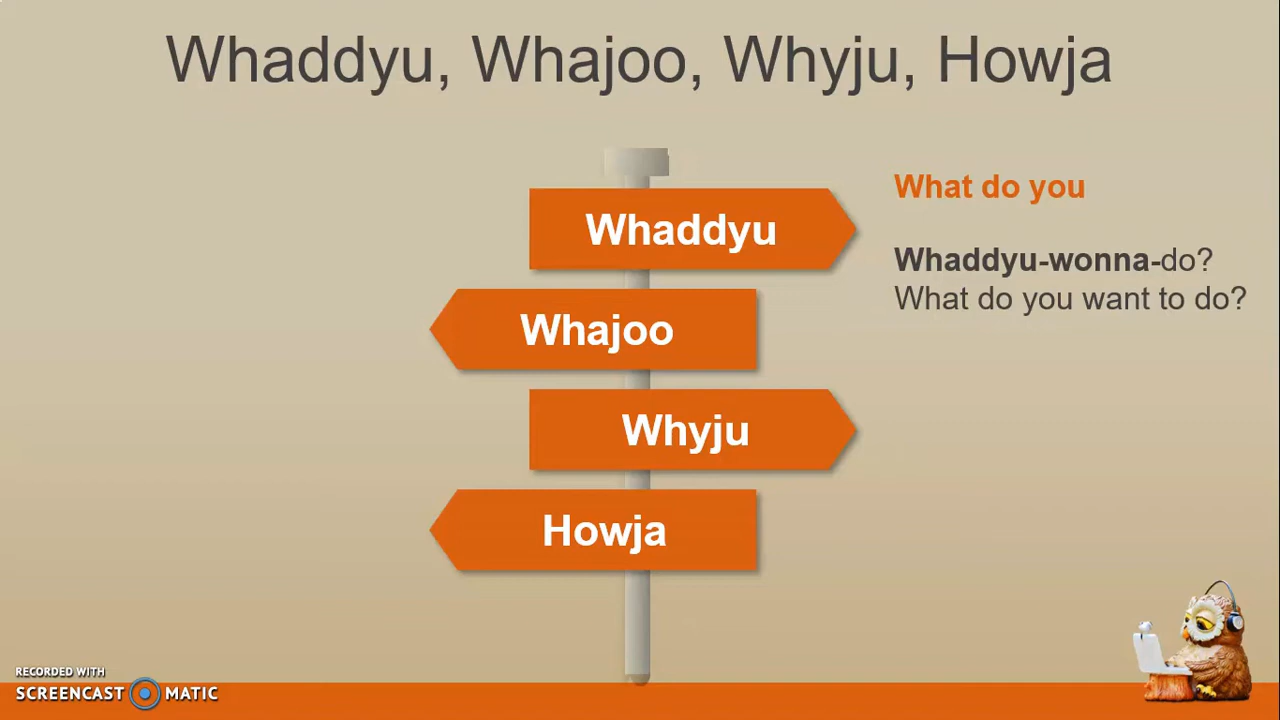 Whaddyu, Whajoo, Whyju, Howja
Whaddyu
What do you
Whaddyu-wonna-do?
What do you want to do?
Whajoo
Whyju
Howja
RECORDED WITH
SCREENCAST MATIC